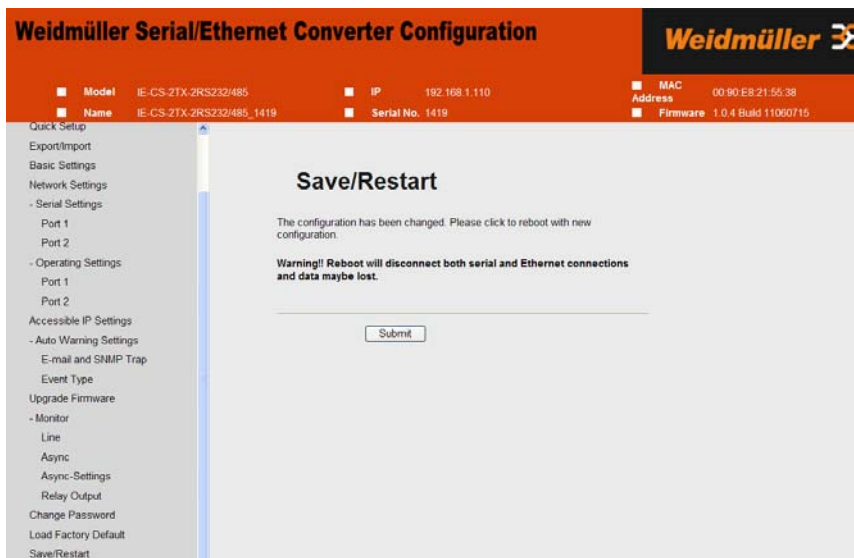 Weidmüller Serial/Ethernet Converter Configuration
Weidmüller
Model IE-CS-2TX-2RS232/485 IP 192.168.1.110 MAC Address 00:90:E8:21:55:38
Name IE-CS-2TX-2RS232/485_1419 Serial No. 1419 Firmware 1.0.4 Build 11060715
Quick Setup
Export/Import
Basic Settings
Network Settings
- Serial Settings
Port 1
Port 2
- Operating Settings
Port 1
Port 2
Accessible IP Settings
- Auto Warning Settings
E-mail and SNMP Trap
Event Type
Upgrade Firmware
- Monitor
Line
Async
Async-Settings
Relay Output
Change Password
Load Factory Default
Save/Restart
Save/Restart
The configuration has been changed. Please click to reboot with new
configuration.
Warning!! Reboot will disconnect both serial and Ethernet connections
and data maybe lost.
Submit